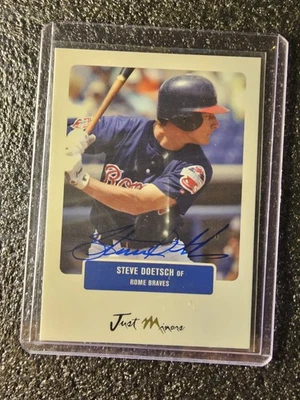 STEVE DOETSCH OF
ROME BRAVES
Just Minors